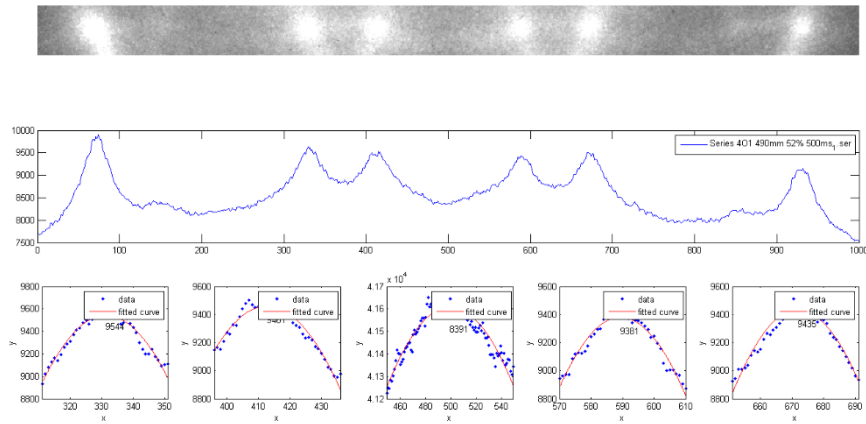 10000
9500
9000
8500
8000
7500
Series 4O1 490mm 52% 500ms₁.ser
0 100 200 300 400 500 600 700 800 900 1000
9800 9600 9400 9200 9000 8800
y
data
fitted curve
9544
320 330 340 350
x
9600 9400 9200 9000 8800
y
data
fitted curve
400 410 420 430
x
4.17 x 10⁴
4.16
4.15
4.14
4.13
4.12
y
data
fitted curve
8391
460 480 500 520 540
x
9800 9600 9400 9200 9000 8800
y
data
fitted curve
9381
570 580 590 600 610
x
9600 9400 9200 9000 8800
y
data
fitted curve
9435
660 670 680 690
x